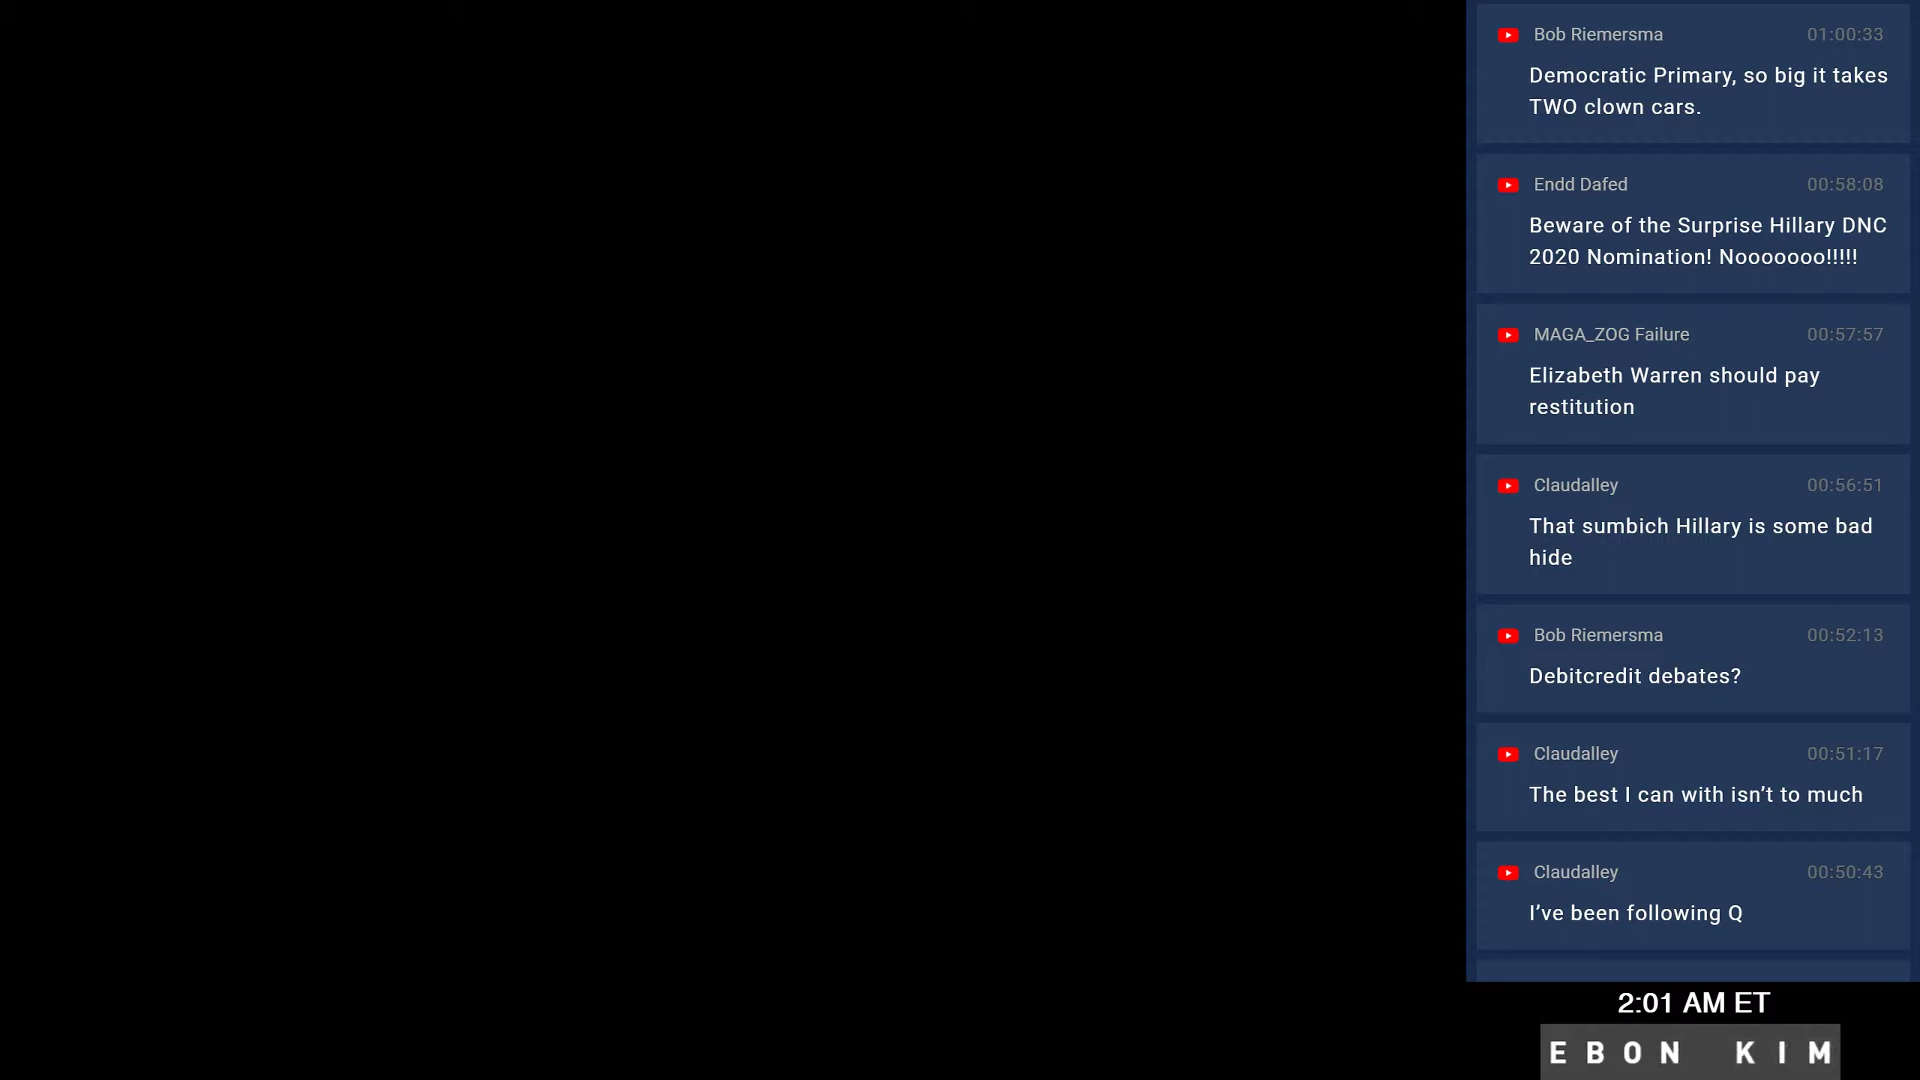 Bob Riemersma 01:00:33
Democratic Primary, so big it takes
TWO clown cars.
Endd Dafed 00:58:08
Beware of the Surprise Hillary DNC
2020 Nomination! Nooooooo!!!!!
MAGA_ZOG Failure 00:57:57
Elizabeth Warren should pay
restitution
Claudalley 00:56:51
That sumbich Hillary is some bad
hide
Bob Riemersma 00:52:13
Debitcredit debates?
Claudalley 00:51:17
The best I can with isn’t to much
Claudalley 00:50:43
I’ve been following Q
2:01 AM ET
EBON KIM